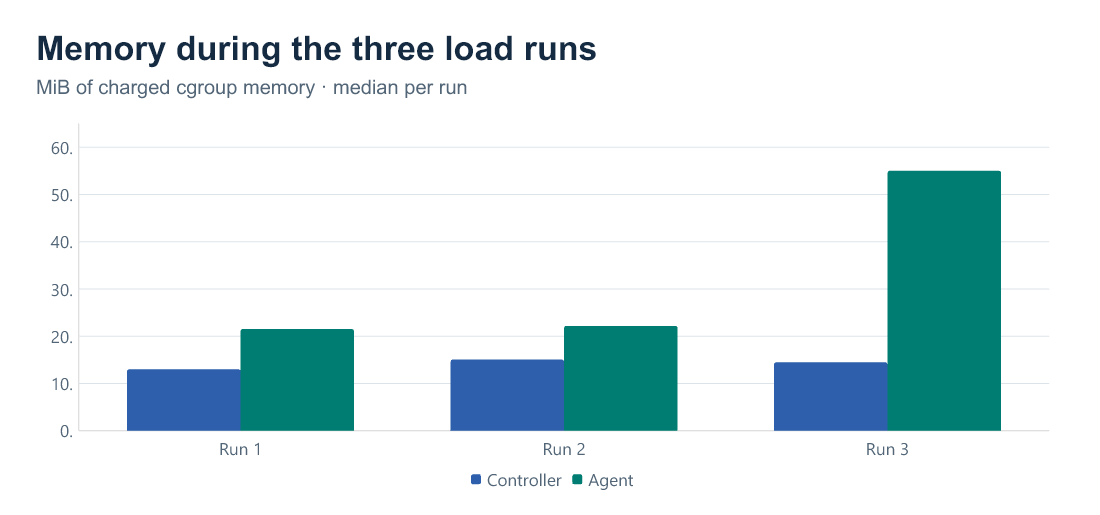 Memory during the three load runs
MiB of charged cgroup memory · median per run
60.
50.
40.
30.
20.
10.
0.
Run 1 Run 2 Run 3
Controller Agent